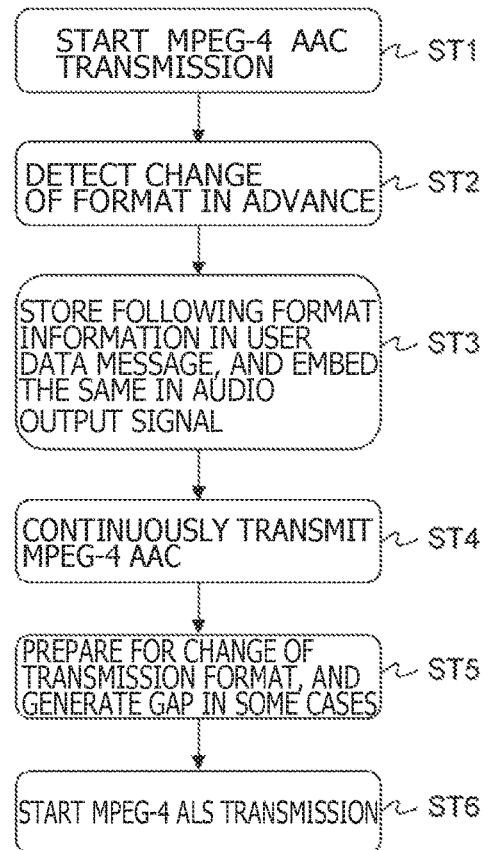 START MPEG-4 AAC
TRANSMISSION
ST1
DETECT CHANGE
OF FORMAT IN ADVANCE
ST2
STORE FOLLOWING FORMAT
INFORMATION IN USER
DATA MESSAGE, AND EMBED
THE SAME IN AUDIO
OUTPUT SIGNAL
ST3
CONTINUOUSLY TRANSMIT
MPEG-4 AAC
ST4
PREPARE FOR CHANGE OF
TRANSMISSION FORMAT, AND
GENERATE GAP IN SOME CASES
ST5
START MPEG-4 ALS TRANSMISSION
ST6